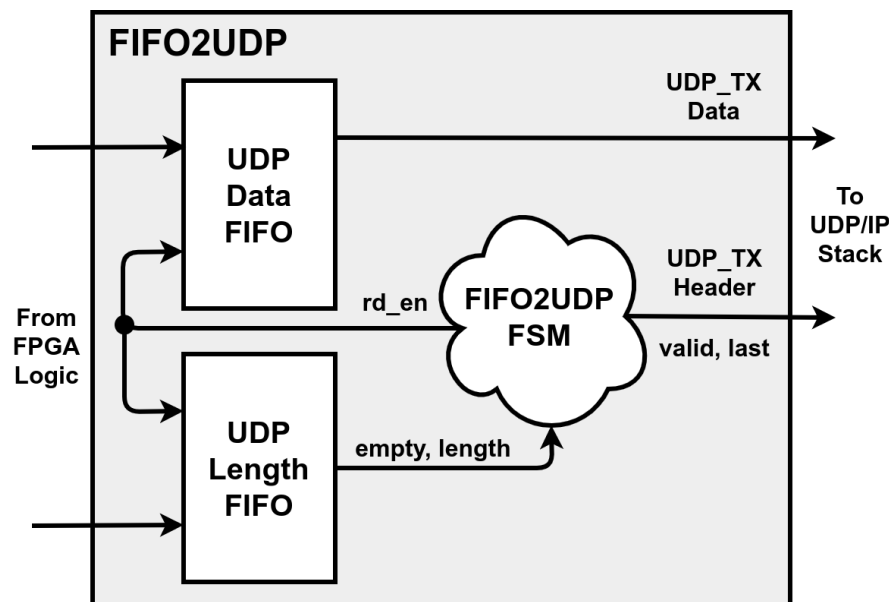 FIFO2UDP
UDP_TX
Data
UDP
Data
FIFO
To
UDP/IP
Stack
UDP_TX
Header
FIFO2UDP
FSM
rd_en
From
FPGA
Logic
valid, last
UDP
Length
FIFO
empty, length